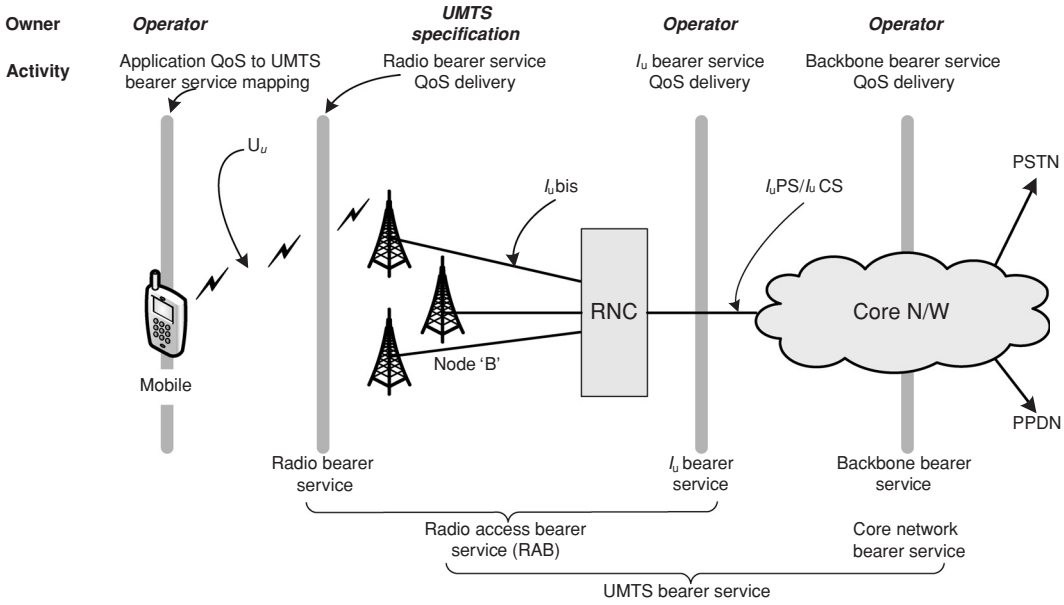 Owner
Operator
UMTS
specification
Operator
Operator
Activity
Application QoS to UMTS
bearer service mapping
Radio bearer service
QoS delivery
Iu bearer service
QoS delivery
Backbone bearer service
QoS delivery
Uu
Iubis
IuPS/Iu CS
PSTN
RNC
Core N/W
Node 'B'
Mobile
PPDN
Radio bearer
service
Iu bearer
service
Backbone bearer
service
Radio access bearer
service (RAB)
Core network
bearer service
UMTS bearer service